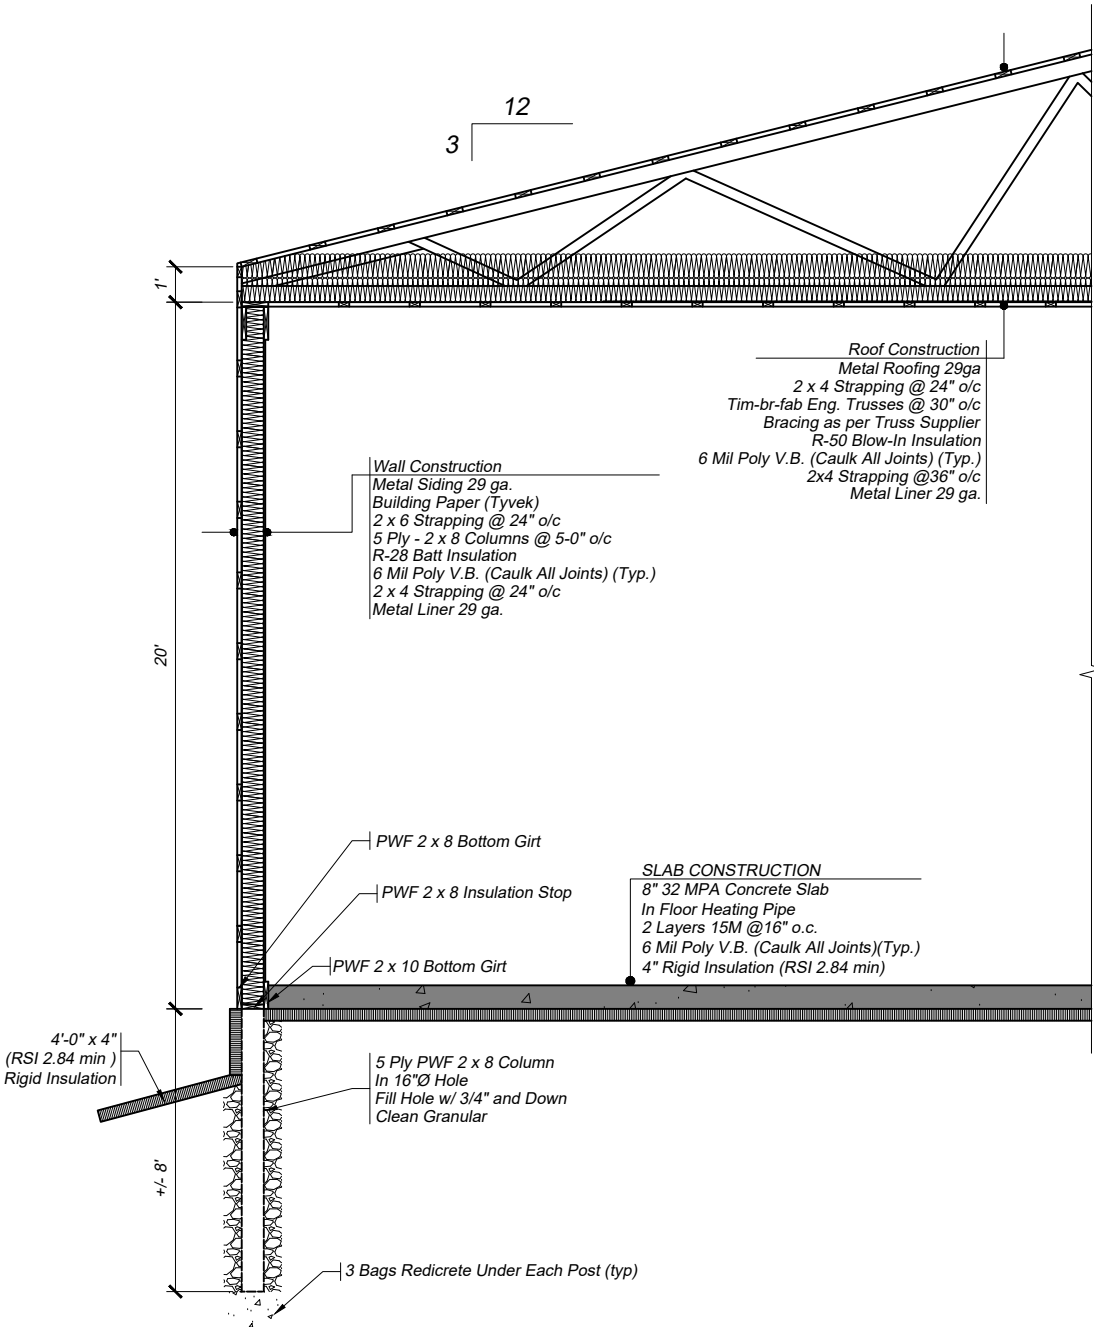 12
3
1'
Roof Construction
Metal Roofing 29ga
2 x 4 Strapping @ 24" o/c
Tim-br-fab Eng. Trusses @ 30" o/c
Bracing as per Truss Supplier
R-50 Blow-In Insulation
6 Mil Poly V.B. (Caulk All Joints) (Typ.)
2x4 Strapping @36" o/c
Metal Liner 29 ga.
Wall Construction
Metal Siding 29 ga.
Building Paper (Tyvek)
2 x 6 Strapping @ 24" o/c
5 Ply - 2 x 8 Columns @ 5-0" o/c
R-28 Batt Insulation
6 Mil Poly V.B. (Caulk All Joints) (Typ.)
2 x 4 Strapping @ 24" o/c
Metal Liner 29 ga.
20'
PWF 2 x 8 Bottom Girt
PWF 2 x 8 Insulation Stop
PWF 2 x 10 Bottom Girt
SLAB CONSTRUCTION
8" 32 MPA Concrete Slab
In Floor Heating Pipe
2 Layers 15M @16" o.c.
6 Mil Poly V.B. (Caulk All Joints)(Typ.)
4" Rigid Insulation (RSI 2.84 min)
4'-0" x 4"
(RSI 2.84 min )
Rigid Insulation
5 Ply PWF 2 x 8 Column
In 16"Ø Hole
Fill Hole w/ 3/4" and Down
Clean Granular
+/- 8'
3 Bags Redicrete Under Each Post (typ)